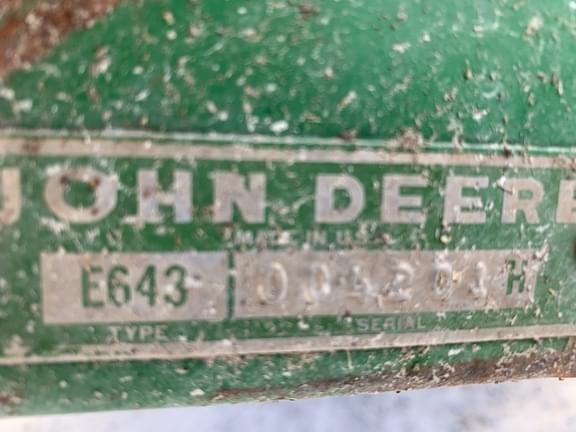 JOHN DEERE
MADE IN U.S.A.
E643 H
TYPE SERIAL